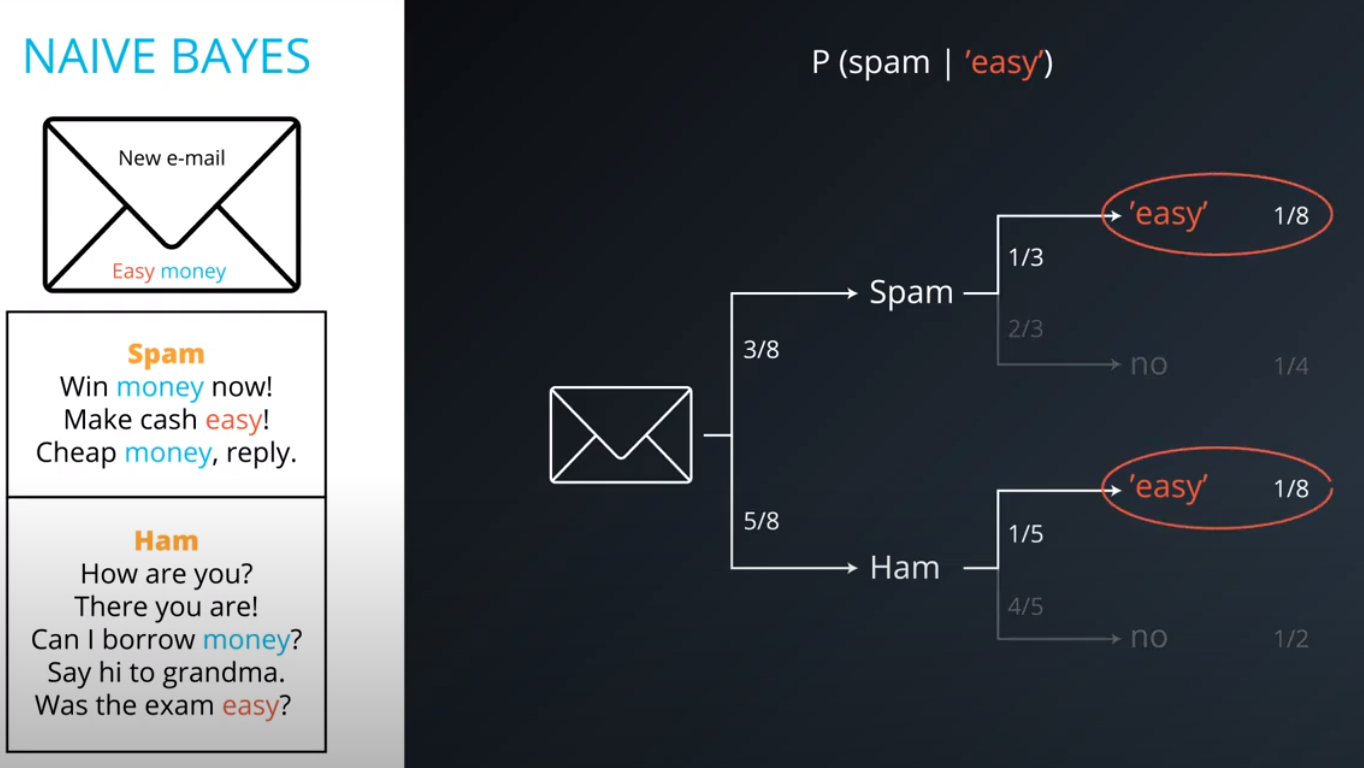 NAIVE BAYES
New e-mail
Easy money
Spam
Win money now!
Make cash easy!
Cheap money, reply.
Ham
How are you?
There you are!
Can I borrow money?
Say hi to grandma.
Was the exam easy?
P (spam | 'easy')
'easy' 1/8
1/3
Spam
2/3
3/8
no 1/4
'easy' 1/8
5/8
1/5
Ham
4/5
no 1/2